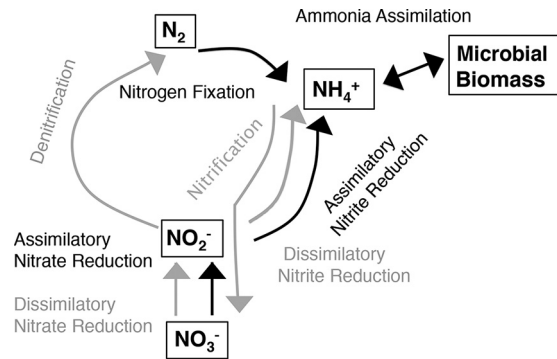 Ammonia Assimilation
N₂
Microbial
Biomass
Denitrification
Nitrogen Fixation
NH₄⁺
Nitrification
Assimilatory
Nitrite Reduction
NO₂⁻
Assimilatory
Nitrate Reduction
Dissimilatory
Nitrite Reduction
Dissimilatory
Nitrate Reduction
NO₃⁻